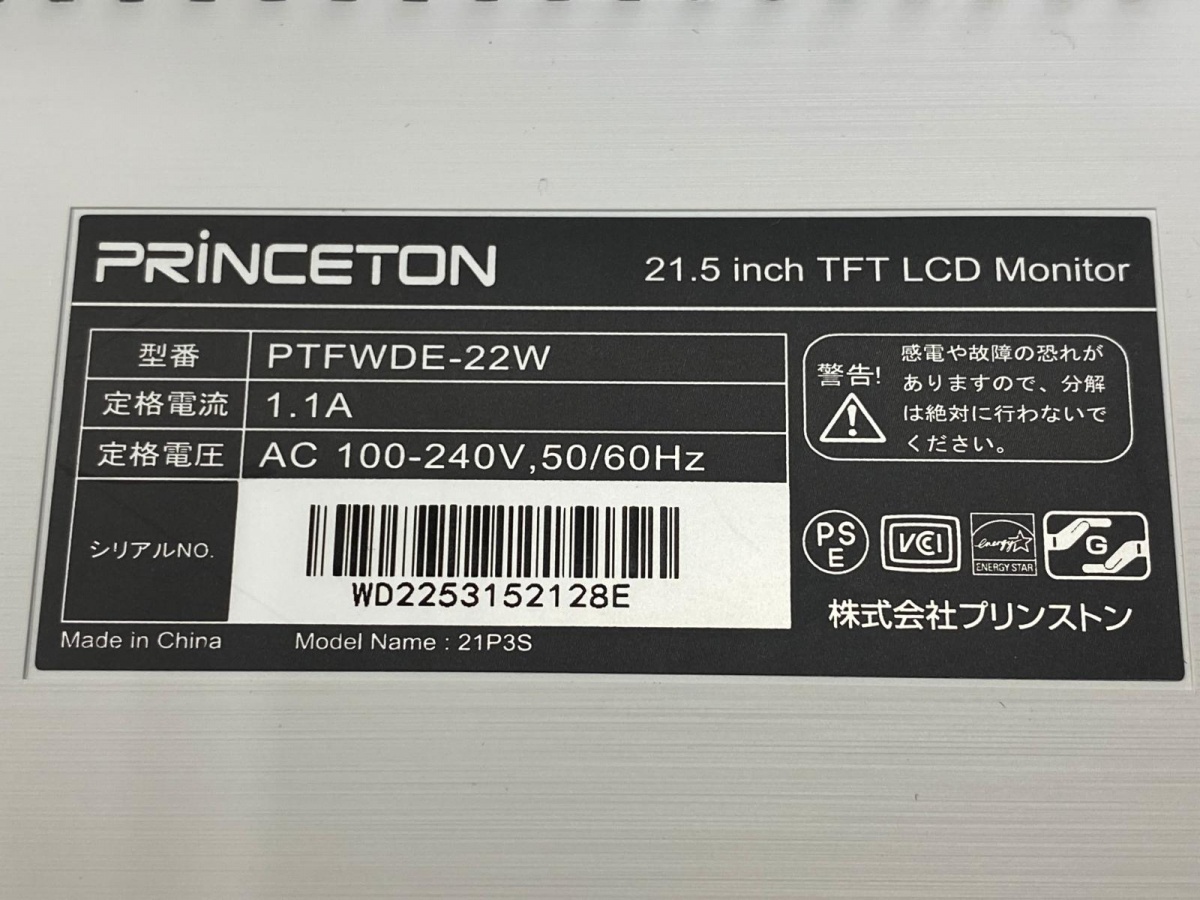 PRINCETON
21.5 inch TFT LCD Monitor
型番 PTFWDE-22W
定格電流 1.1A
定格電圧 AC 100-240V,50/60Hz
シリアルNO.
WD2253152128E
Made in China Model Name : 21P3S
警告!
感電や故障の恐れが
ありますので、分解
は絶対に行わないで
ください。
PS
E
VCCI
energy
ENERGY STAR
G
株式会社プリンストン